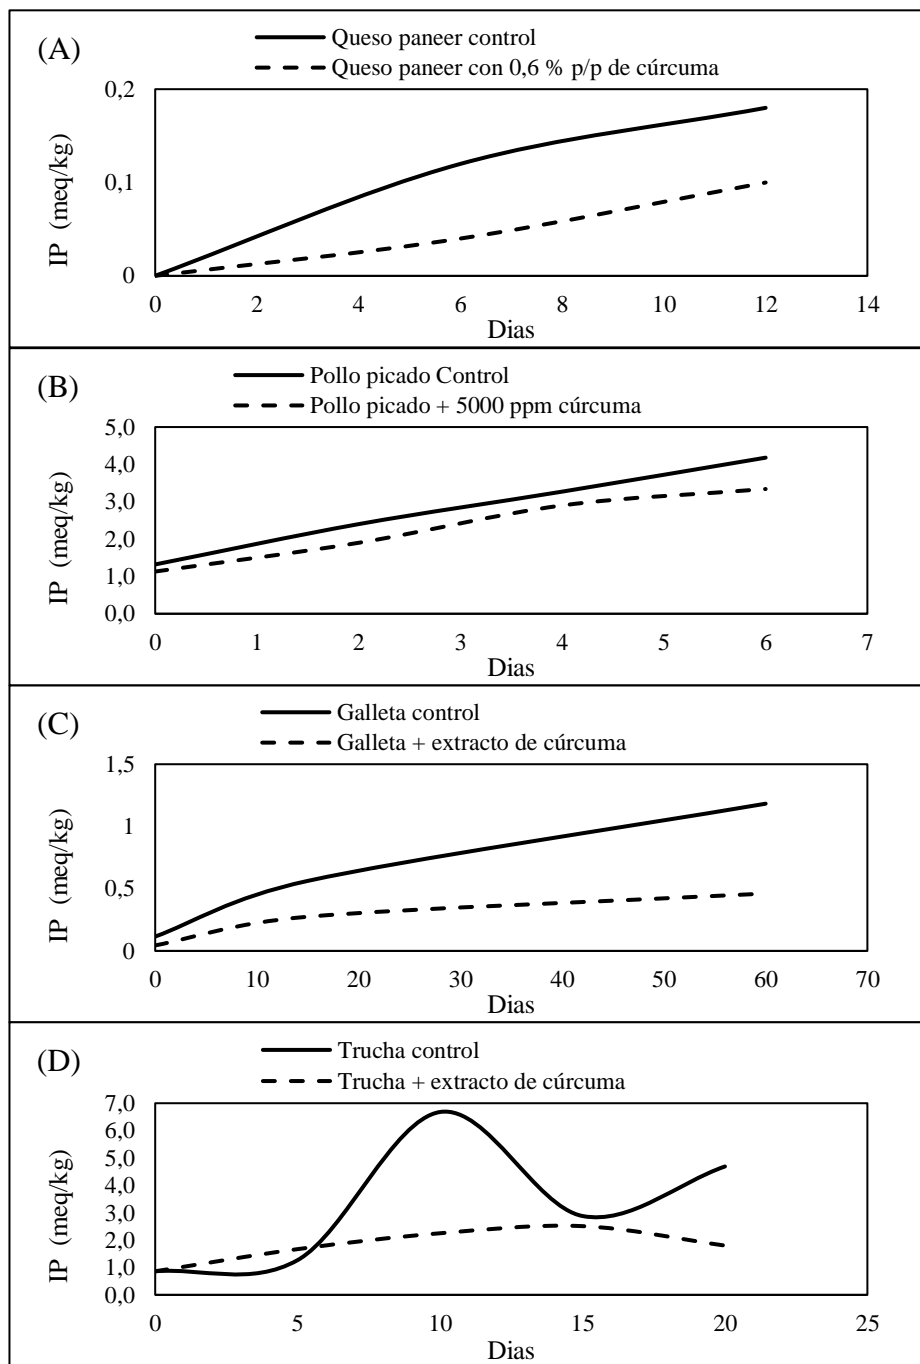 (A)
Queso paneer control
Queso paneer con 0,6 % p/p de cúrcuma
IP (meq/kg)
0,2
0,1
0
0 2 4 6 8 10 12 14
Dias
(B)
Pollo picado Control
Pollo picado + 5000 ppm cúrcuma
IP (meq/kg)
5,0
4,0
3,0
2,0
1,0
0,0
0 1 2 3 4 5 6 7
Dias
(C)
Galleta control
Galleta + extracto de cúrcuma
IP (meq/kg)
1,5
1
0,5
0
0 10 20 30 40 50 60 70
Dias
(D)
Trucha control
Trucha + extracto de cúrcuma
IP (meq/kg)
7,0
6,0
5,0
4,0
3,0
2,0
1,0
0,0
0 5 10 15 20 25
Dias